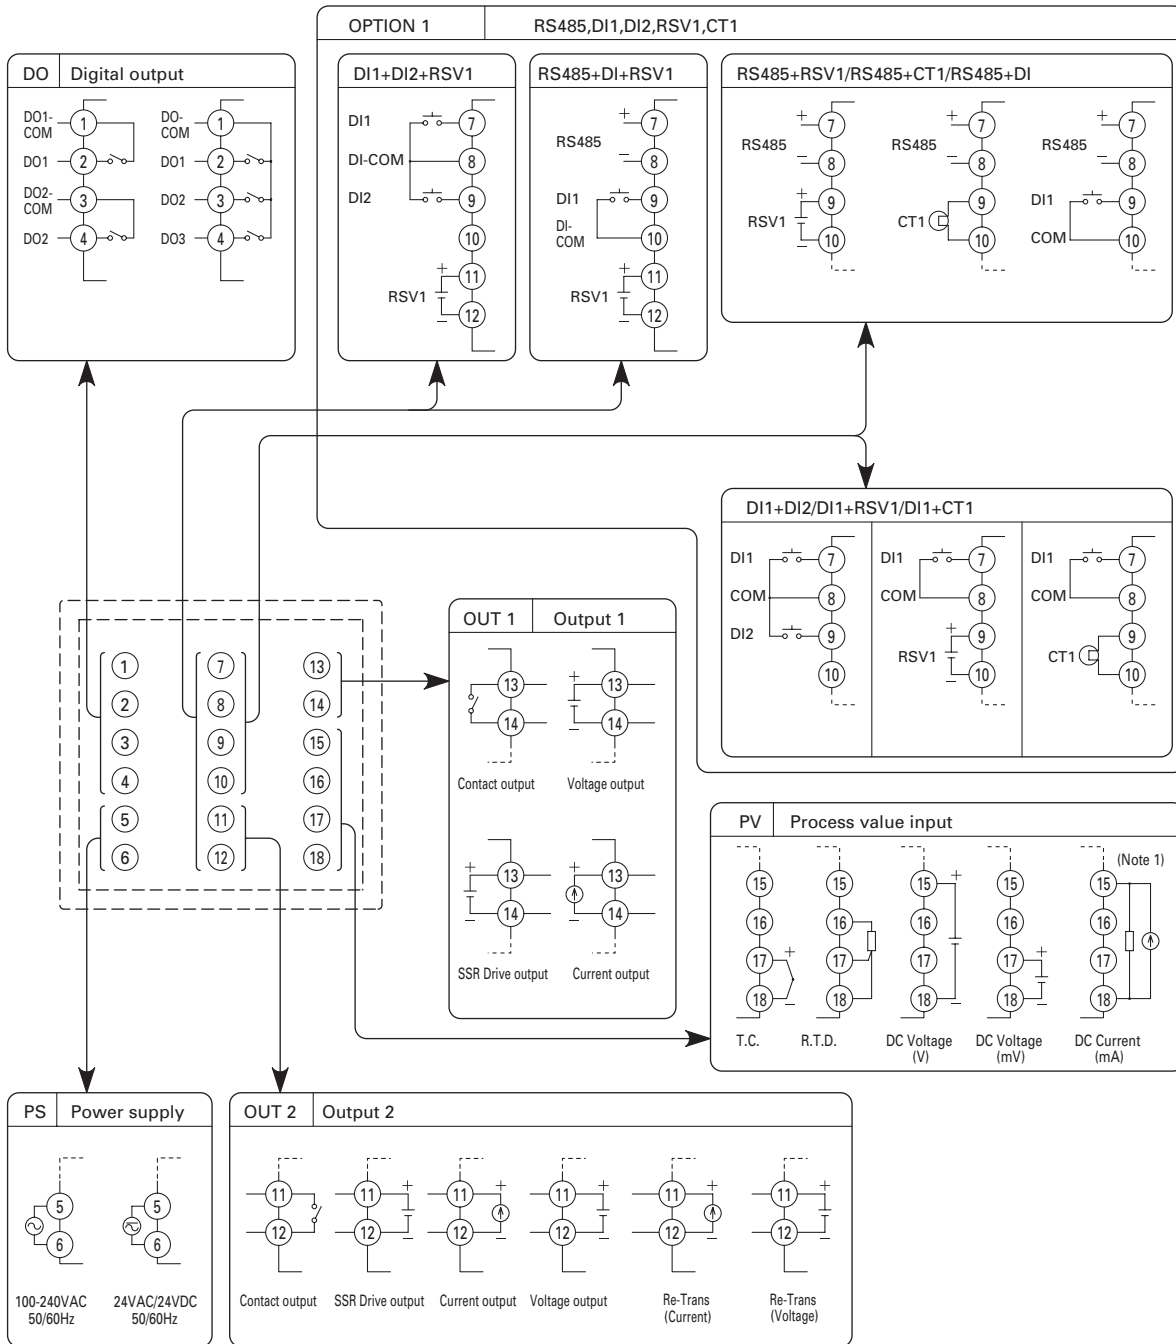 OPTION 1 RS485,DI1,DI2,RSV1,CT1
DO Digital output
DO1-COM 1
DO1 2
DO2-COM 3
DO2 4
DO-COM 1
DO1 2
DO2 3
DO3 4
DI1+DI2+RSV1
DI1 7
DI-COM 8
DI2 9
10
+ 11
RSV1
− 12
RS485+DI+RSV1
+ 7
RS485
− 8
DI1 9
DI-COM 10
+ 11
RSV1
− 12
RS485+RSV1/RS485+CT1/RS485+DI
+ 7
RS485
− 8
+ 9
RSV1
− 10
+ 7
RS485
− 8
9
CT1
10
+ 7
RS485
− 8
DI1 9
COM 10
DI1+DI2/DI1+RSV1/DI1+CT1
DI1 7
COM 8
DI2 9
10
DI1 7
COM 8
+ 9
RSV1
− 10
DI1 7
COM 8
9
CT1
10
1 7 13
2 8 14
3 9 15
4 10 16
5 11 17
6 12 18
OUT 1 Output 1
+ 13
− 14
13
14
Contact output Voltage output
+ 13
− 14
+ 13
− 14
SSR Drive output Current output
PV Process value input
(Note 1)
15 15 15 + 15 15
16 16 16 16 16
17 + 17 17 17 + 17
18 − 18 18 − 18 − 18
T.C. R.T.D. DC Voltage (V) DC Voltage (mV) DC Current (mA)
PS Power supply
5 5
6 6
100-240VAC 50/60Hz
24VAC/24VDC 50/60Hz
OUT 2 Output 2
11 11 + 11 + 11 + 11 + 11 +
12 12 − 12 − 12 − 12 − 12 −
Contact output SSR Drive output Current output Voltage output Re-Trans (Current) Re-Trans (Voltage)